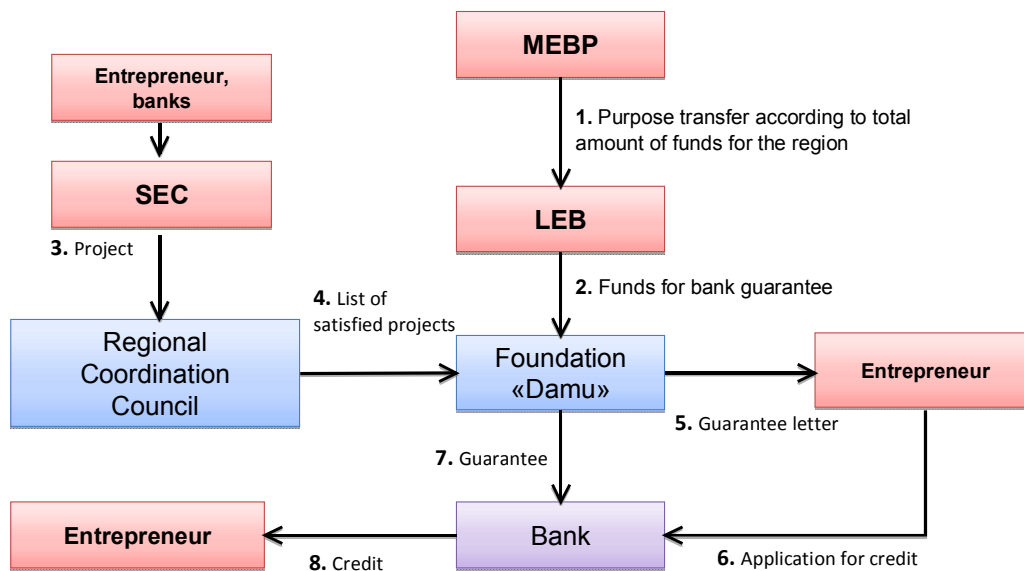 MEBP
Entrepreneur,
banks
1. Purpose transfer according to total
amount of funds for the region
SEC
LEB
3. Project
2. Funds for bank guarantee
4. List of
satisfied projects
Regional
Coordination
Council
Foundation
«Damu»
Entrepreneur
5. Guarantee letter
7. Guarantee
Entrepreneur
Bank
8. Credit
6. Application for credit